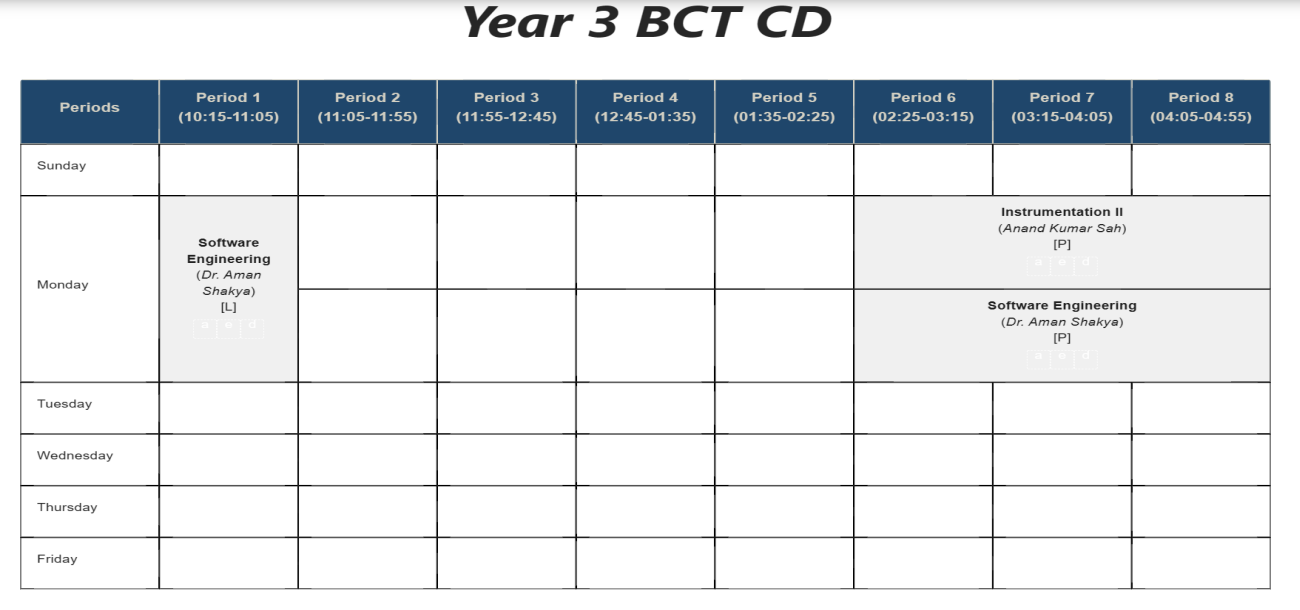 Year 3 BCT CD
Periods
Period 1
(10:15-11:05)
Period 2
(11:05-11:55)
Period 3
(11:55-12:45)
Period 4
(12:45-01:35)
Period 5
(01:35-02:25)
Period 6
(02:25-03:15)
Period 7
(03:15-04:05)
Period 8
(04:05-04:55)
Sunday
Monday
Software
Engineering
(Dr. Aman
Shakya)
[L]
a e d
Instrumentation II
(Anand Kumar Sah)
[P]
a e d
Software Engineering
(Dr. Aman Shakya)
[P]
a e d
Tuesday
Wednesday
Thursday
Friday